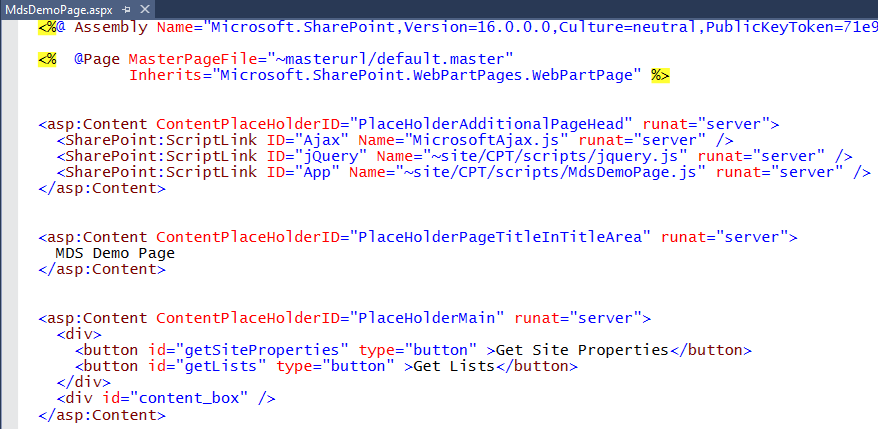 MdsDemoPage.aspx
<%@ Assembly Name="Microsoft.SharePoint,Version=16.0.0.0,Culture=neutral,PublicKeyToken=71e9
<%  @Page MasterPageFile="~masterurl/default.master"
Inherits="Microsoft.SharePoint.WebPartPages.WebPartPage" %>
<asp:Content ContentPlaceHolderID="PlaceHolderAdditionalPageHead" runat="server">
<SharePoint:ScriptLink ID="Ajax" Name="MicrosoftAjax.js" runat="server" />
<SharePoint:ScriptLink ID="jQuery" Name="~site/CPT/scripts/jquery.js" runat="server" />
<SharePoint:ScriptLink ID="App" Name="~site/CPT/scripts/MdsDemoPage.js" runat="server" />
</asp:Content>
<asp:Content ContentPlaceHolderID="PlaceHolderPageTitleInTitleArea" runat="server">
MDS Demo Page
</asp:Content>
<asp:Content ContentPlaceHolderID="PlaceHolderMain" runat="server">
<div>
<button id="getSiteProperties" type="button" >Get Site Properties</button>
<button id="getLists" type="button" >Get Lists</button>
</div>
<div id="content_box" />
</asp:Content>